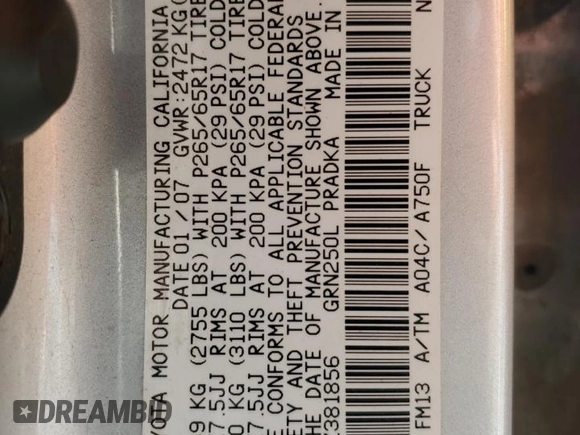 TOYOTA MOTOR MANUFACTURING CALIFORNIA
DATE 01/07 GVWR:2472 KG(
9 KG (2755 LBS) WITH P265/65R17 TIRE
7.5JJ RIMS AT 200 KPA (29 PSI) COLD
0 KG (3110 LBS) WITH P265/65R17 TIRE
7.5JJ RIMS AT 200 KPA (29 PSI) COLD
E CONFORMS TO ALL APPLICABLE FEDERAL
ETY AND THEFT PREVENTION STANDARDS
THE DATE OF MANUFACTURE SHOWN ABOVE.
381856 GRN250L PRADKA MADE IN
FM13 A/TM A04C/A750F TRUCK
DREAMBID